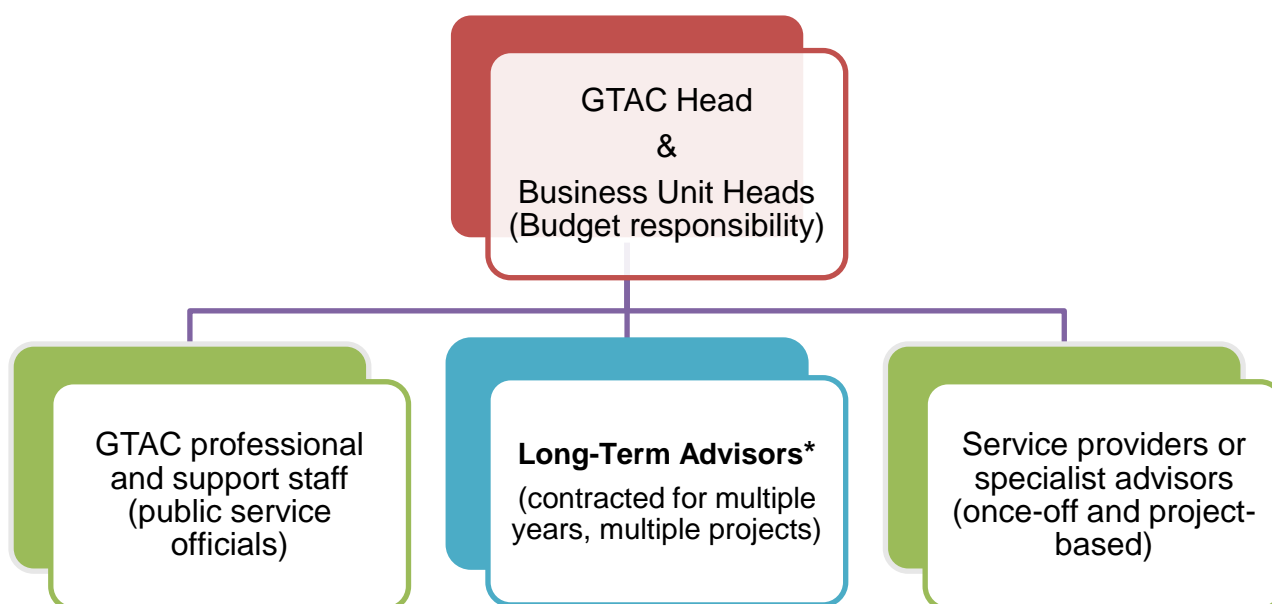 GTAC Head
&
Business Unit Heads
(Budget responsibility)
GTAC professional
and support staff
(public service
officials)
Long-Term Advisors*
(contracted for multiple
years, multiple projects)
Service providers or
specialist advisors
(once-off and project-
based)